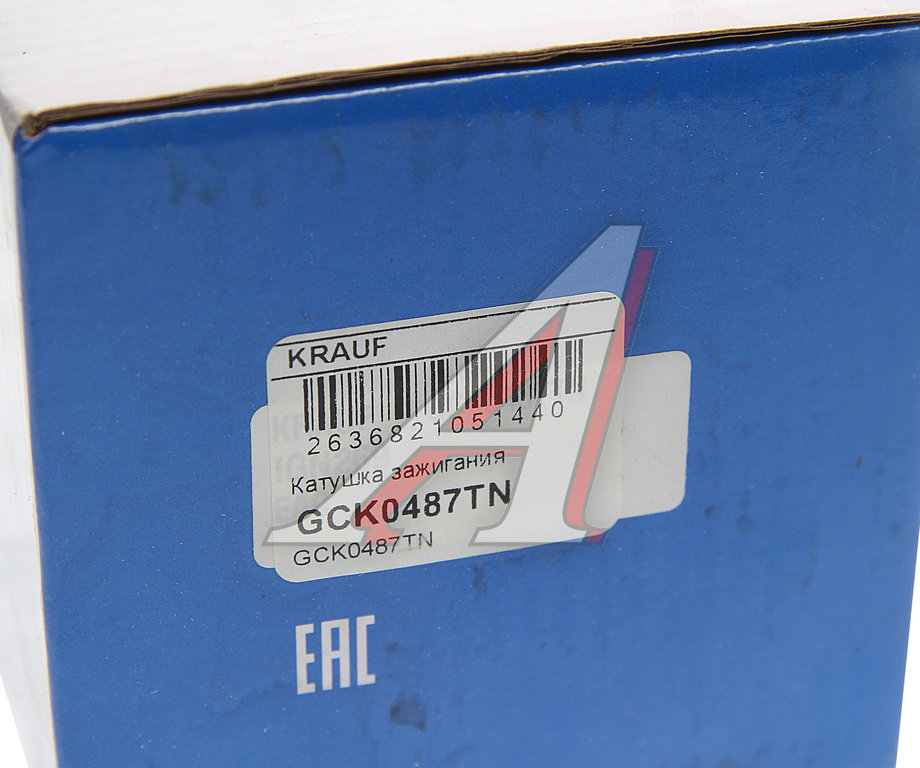 KRAUF
2636821051440
Катушка зажигания
GCK0487TN
GCK0487TN
EAC